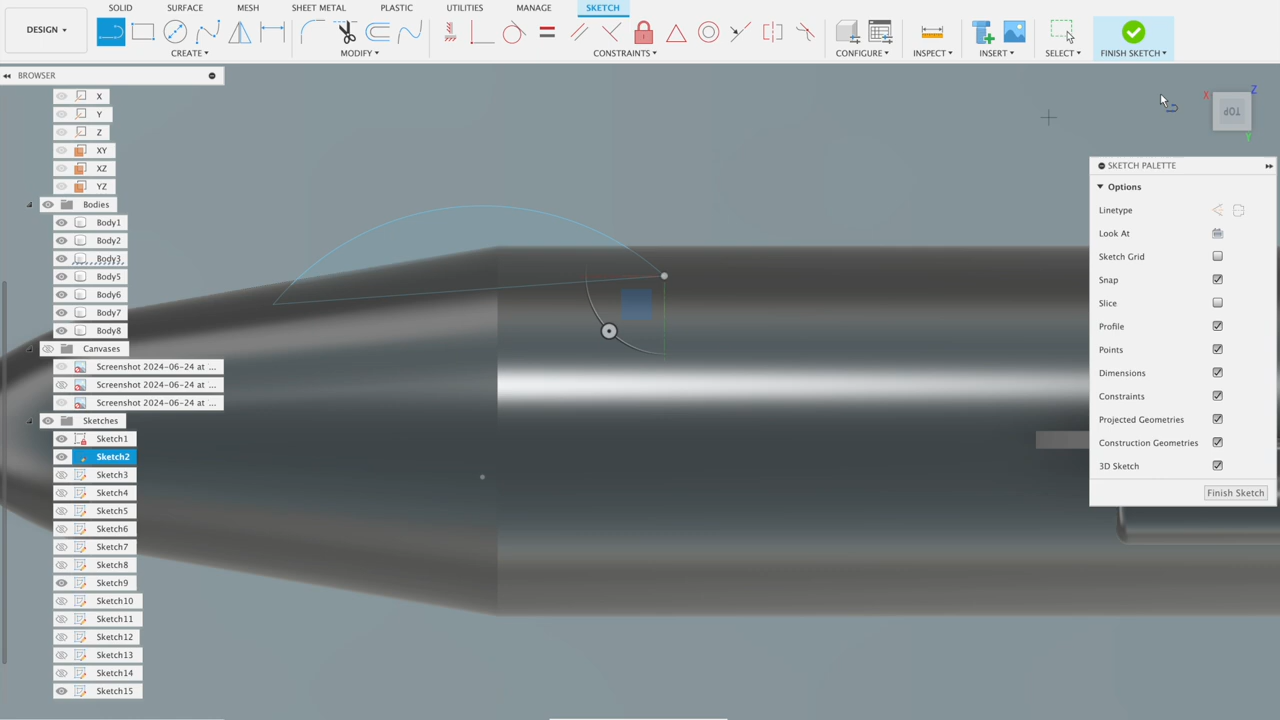 SOLID SURFACE MESH SHEET METAL PLASTIC UTILITIES MANAGE SKETCH
DESIGN
CREATE MODIFY CONSTRAINTS CONFIGURE INSPECT INSERT SELECT FINISH SKETCH
BROWSER
X
Y
Z
XY
XZ
YZ
Bodies
Body1
Body2
Body3
Body5
Body6
Body7
Body8
Canvases
Screenshot 2024-06-24 at ...
Screenshot 2024-06-24 at ...
Screenshot 2024-06-24 at ...
Sketches
Sketch1
Sketch2
Sketch3
Sketch4
Sketch5
Sketch6
Sketch7
Sketch8
Sketch9
Sketch10
Sketch11
Sketch12
Sketch13
Sketch14
Sketch15
X Z
TOP
Y
SKETCH PALETTE
Options
Linetype
Look At
Sketch Grid
Snap
Slice
Profile
Points
Dimensions
Constraints
Projected Geometries
Construction Geometries
3D Sketch
Finish Sketch